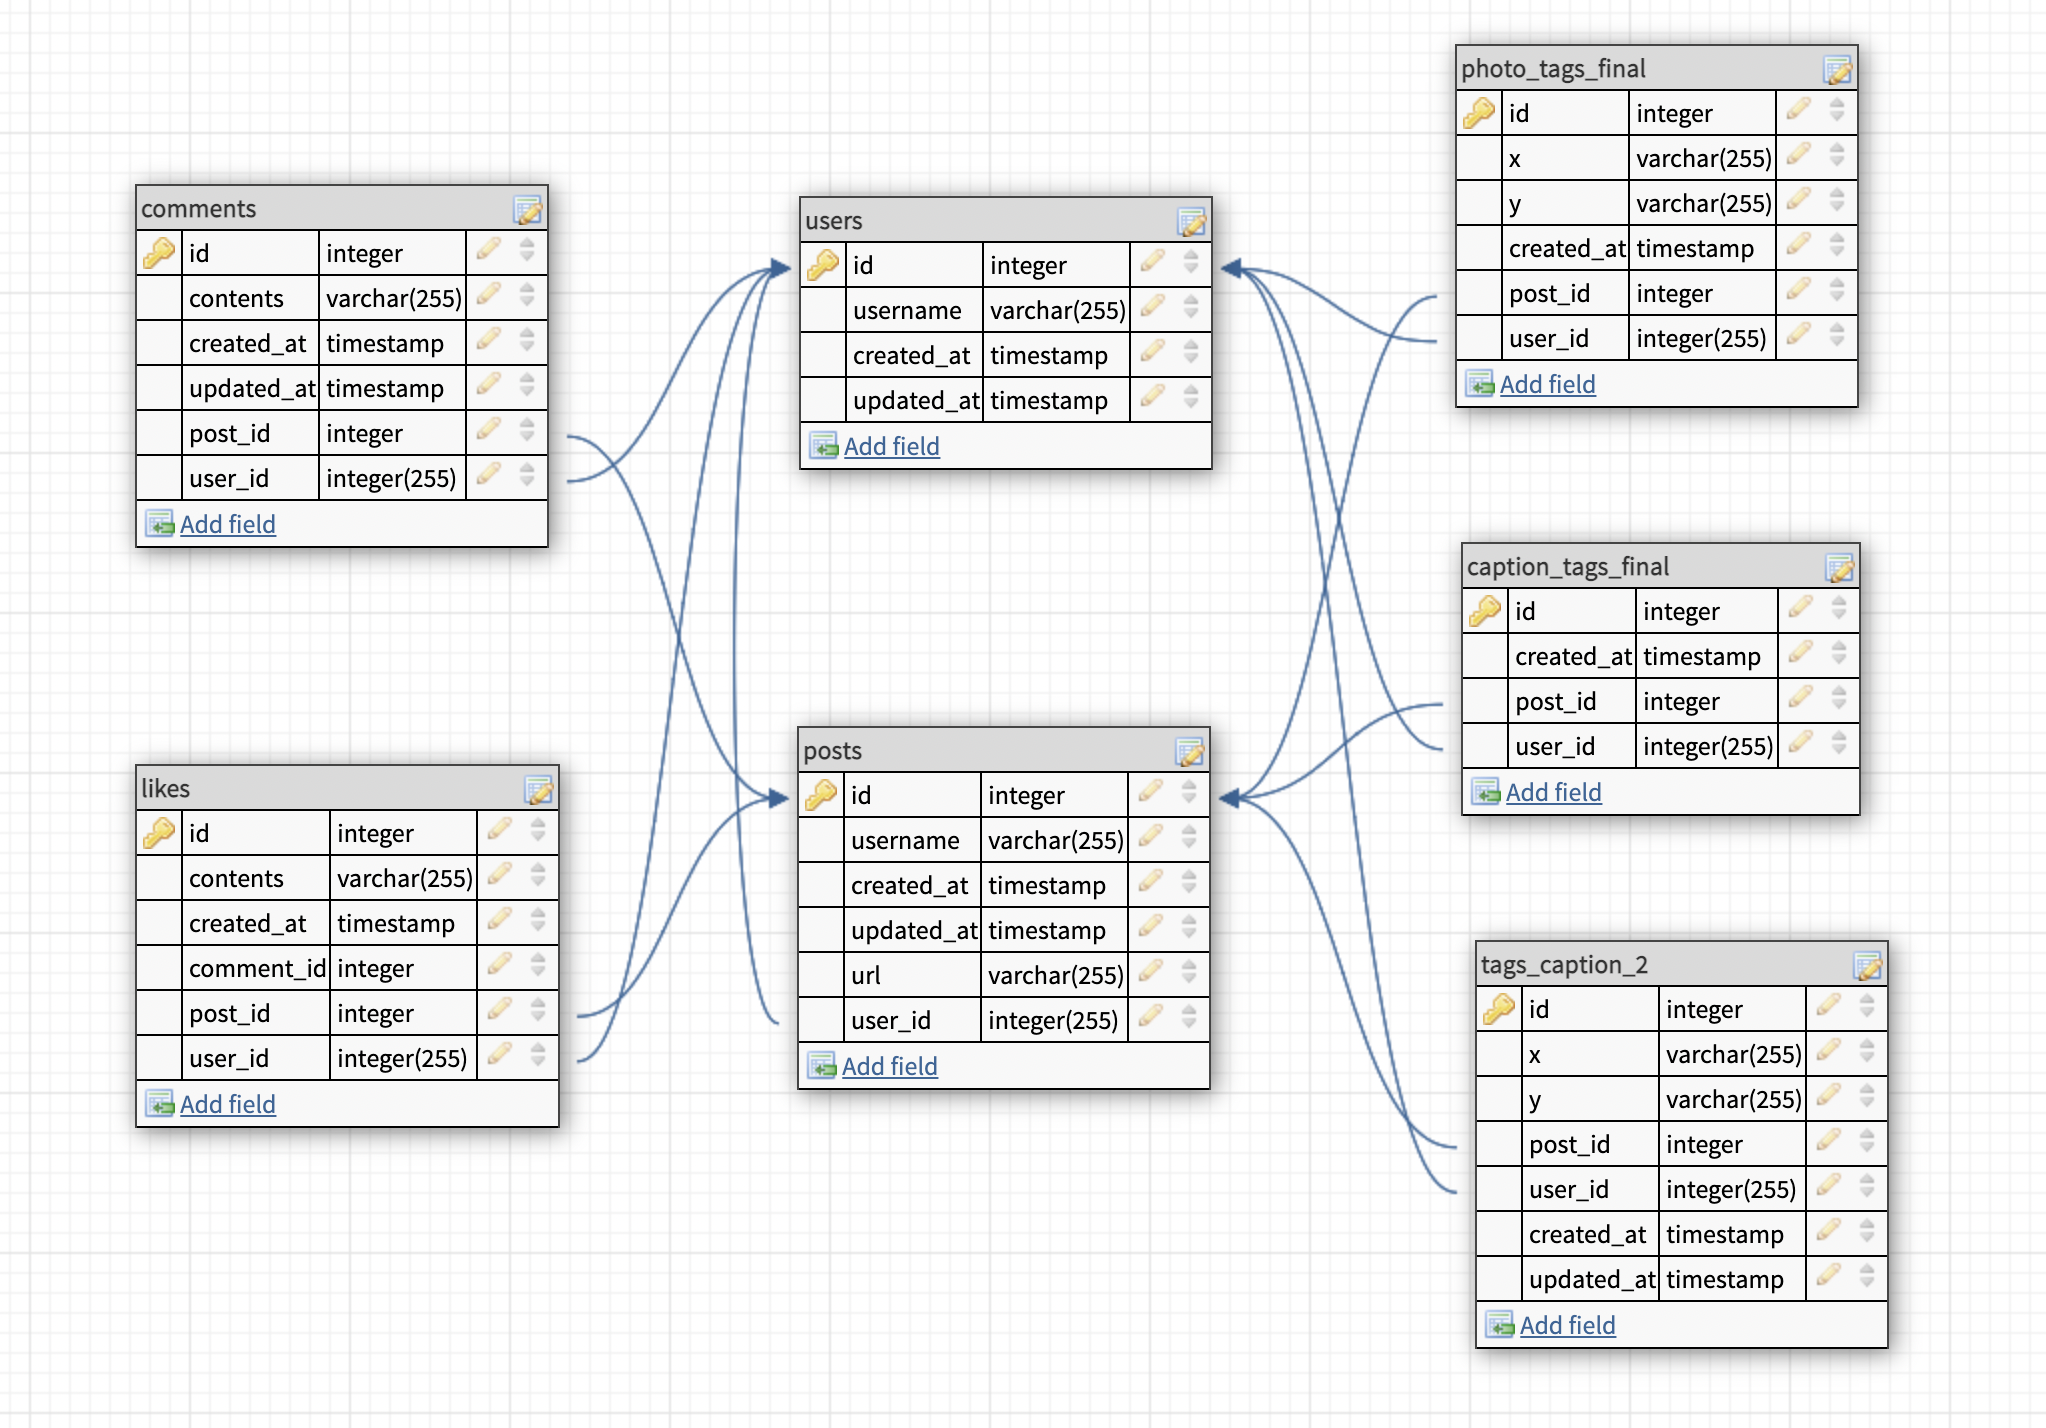 comments
id integer
contents varchar(255)
created_at timestamp
updated_at timestamp
post_id integer
user_id integer(255)
Add field
likes
id integer
contents varchar(255)
created_at timestamp
comment_id integer
post_id integer
user_id integer(255)
Add field
users
id integer
username varchar(255)
created_at timestamp
updated_at timestamp
Add field
posts
id integer
username varchar(255)
created_at timestamp
updated_at timestamp
url varchar(255)
user_id integer(255)
Add field
photo_tags_final
id integer
x varchar(255)
y varchar(255)
created_at timestamp
post_id integer
user_id integer(255)
Add field
caption_tags_final
id integer
created_at timestamp
post_id integer
user_id integer(255)
Add field
tags_caption_2
id integer
x varchar(255)
y varchar(255)
post_id integer
user_id integer(255)
created_at timestamp
updated_at timestamp
Add field